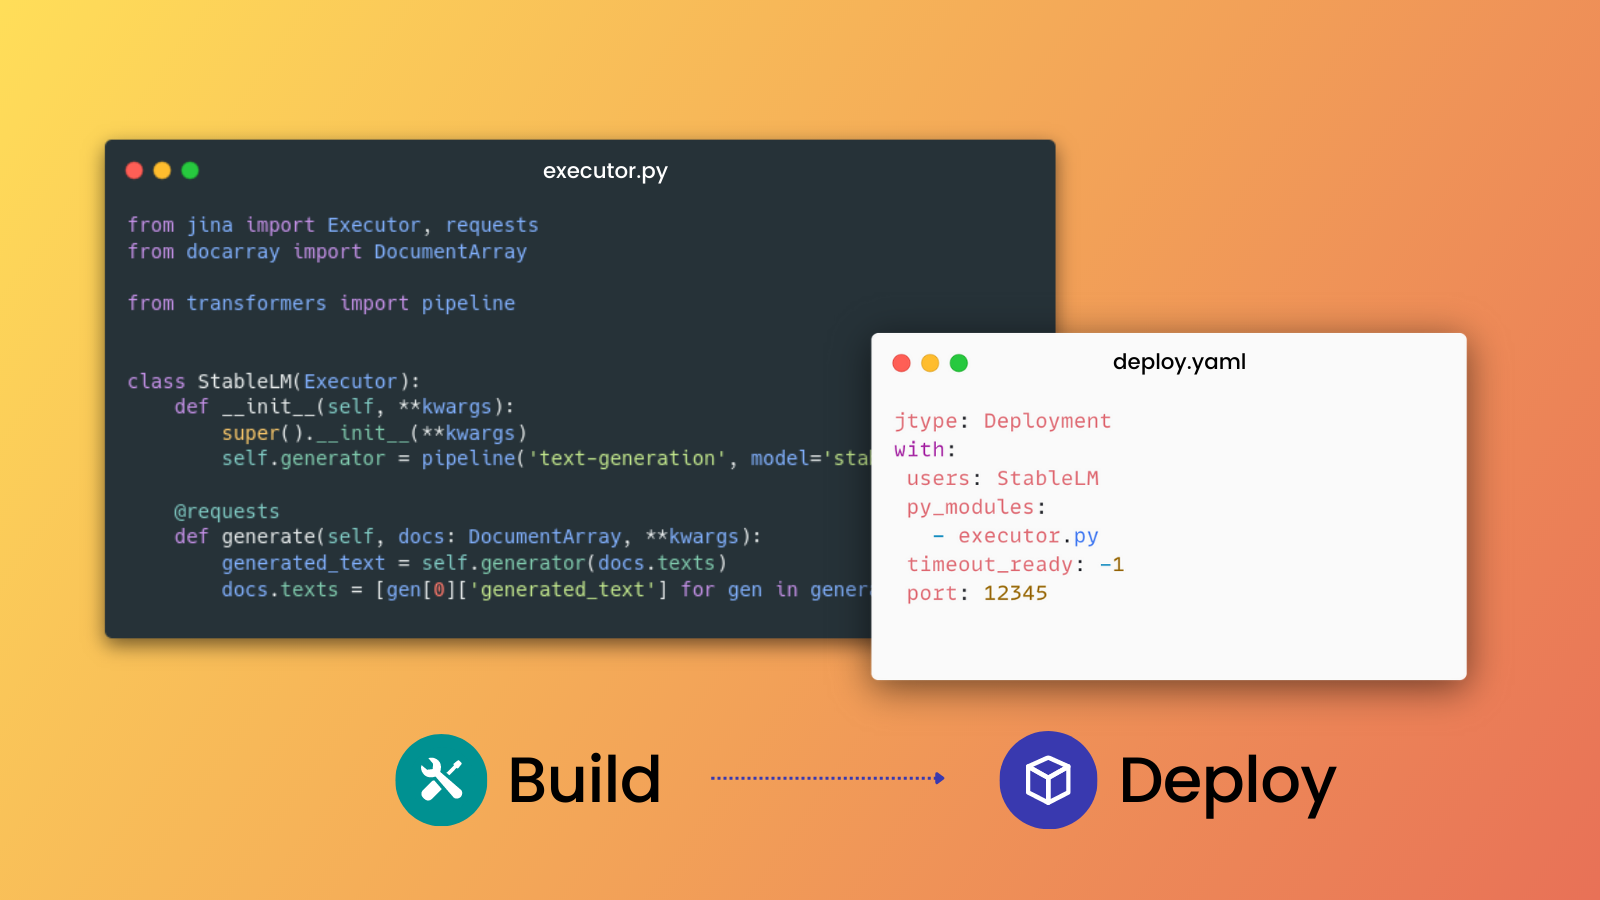 executor.py
from jina import Executor, requests
from docarray import DocumentArray
from transformers import pipeline
class StableLM(Executor):
    def __init__(self, **kwargs):
        super().__init__(**kwargs)
        self.generator = pipeline('text-generation', model='stab
    @requests
    def generate(self, docs: DocumentArray, **kwargs):
        generated_text = self.generator(docs.texts)
        docs.texts = [gen[0]['generated_text'] for gen in genera
deploy.yaml
jtype: Deployment
with:
 users: StableLM
 py_modules:
   - executor.py
 timeout_ready: -1
 port: 12345
Build
Deploy